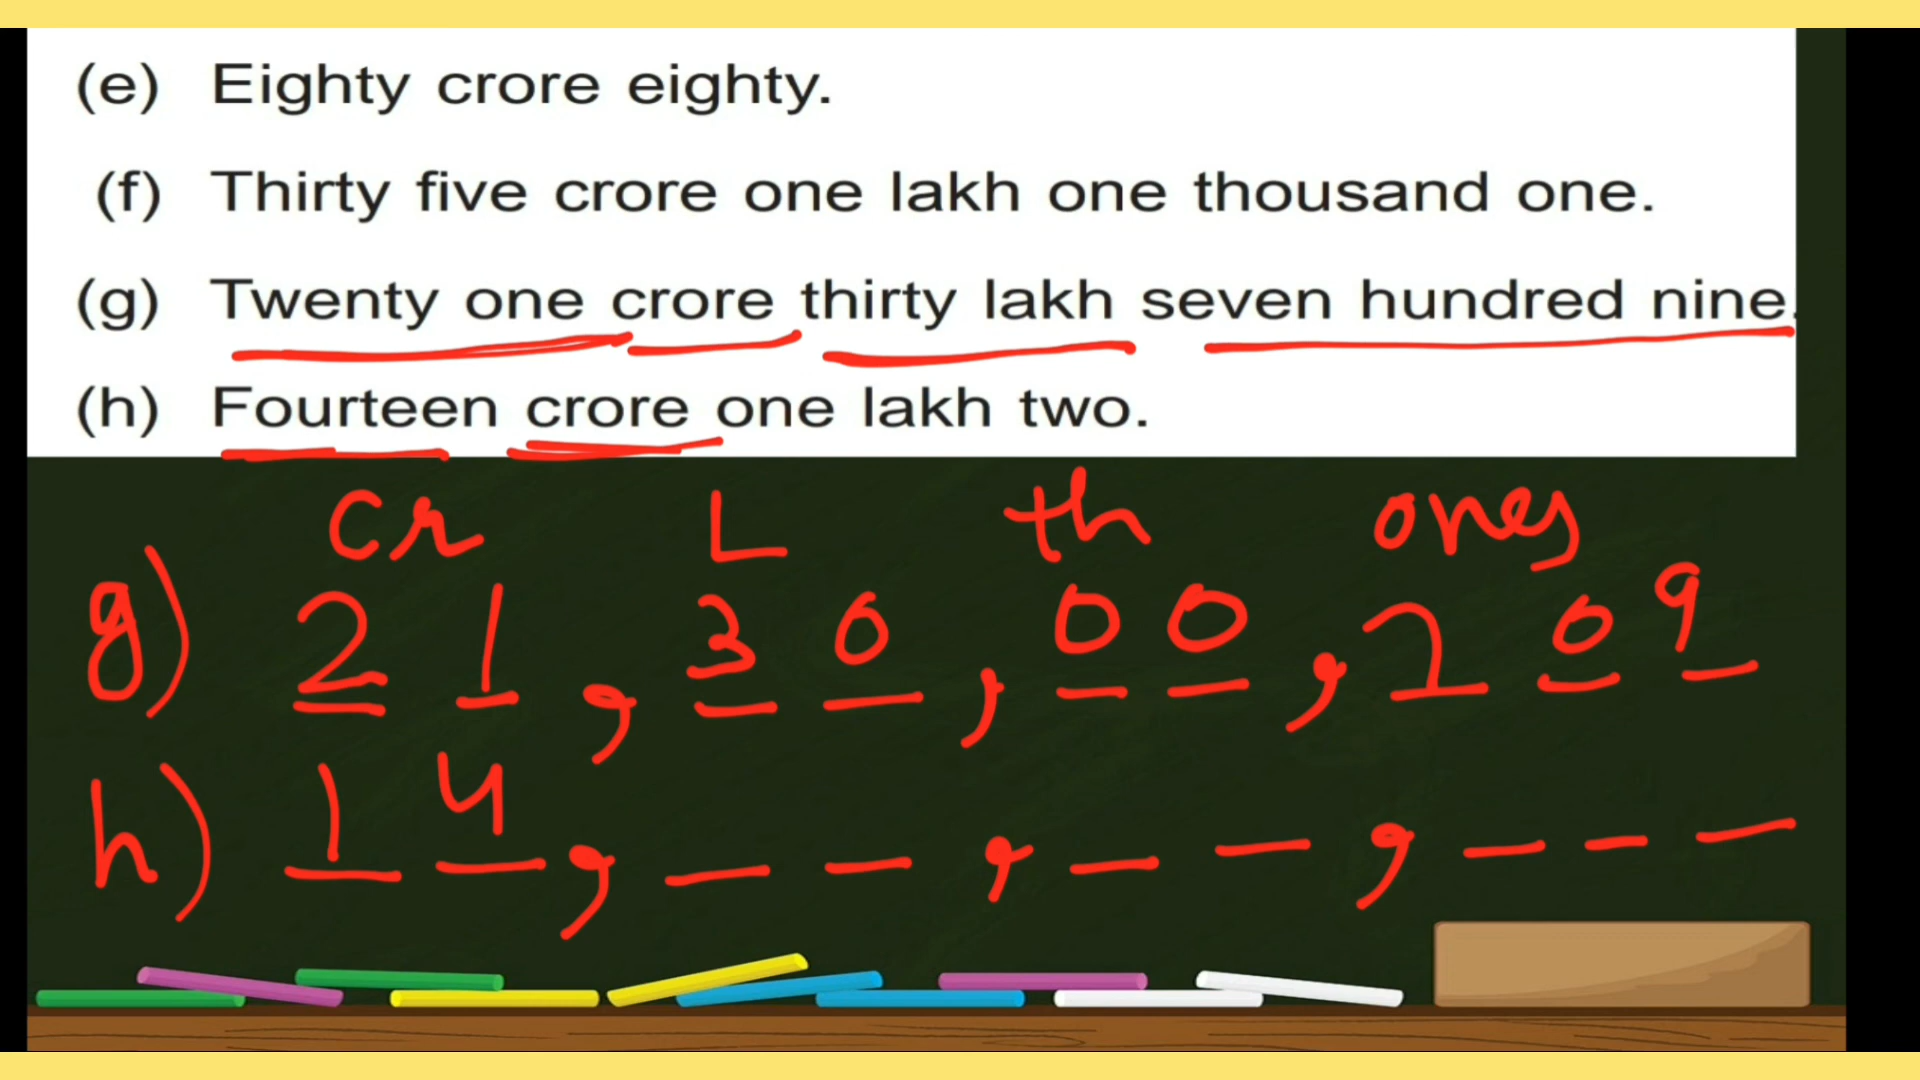 (e) Eighty crore eighty.
(f) Thirty five crore one lakh one thousand one.
(g) Twenty one crore thirty lakh seven hundred nine.
(h) Fourteen crore one lakh two.
cr L th ones
g) 21,30,00,709
h) 14,_ _,_ _,_ _ _